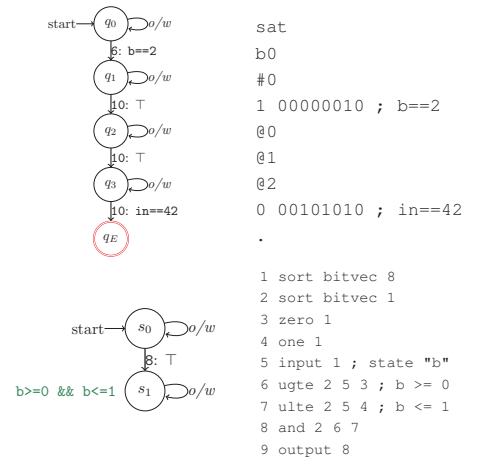 start
q0
o/w
6: b==2
q1
o/w
10: ⊤
q2
o/w
10: ⊤
q3
o/w
10: in==42
qE
sat
b0
#0
1 00000010 ; b==2
@0
@1
@2
0 00101010 ; in==42
.
start
s0
o/w
8: ⊤
b>=0 && b<=1
s1
o/w
1 sort bitvec 8
2 sort bitvec 1
3 zero 1
4 one 1
5 input 1 ; state "b"
6 ugte 2 5 3 ; b >= 0
7 ulte 2 5 4 ; b <= 1
8 and 2 6 7
9 output 8